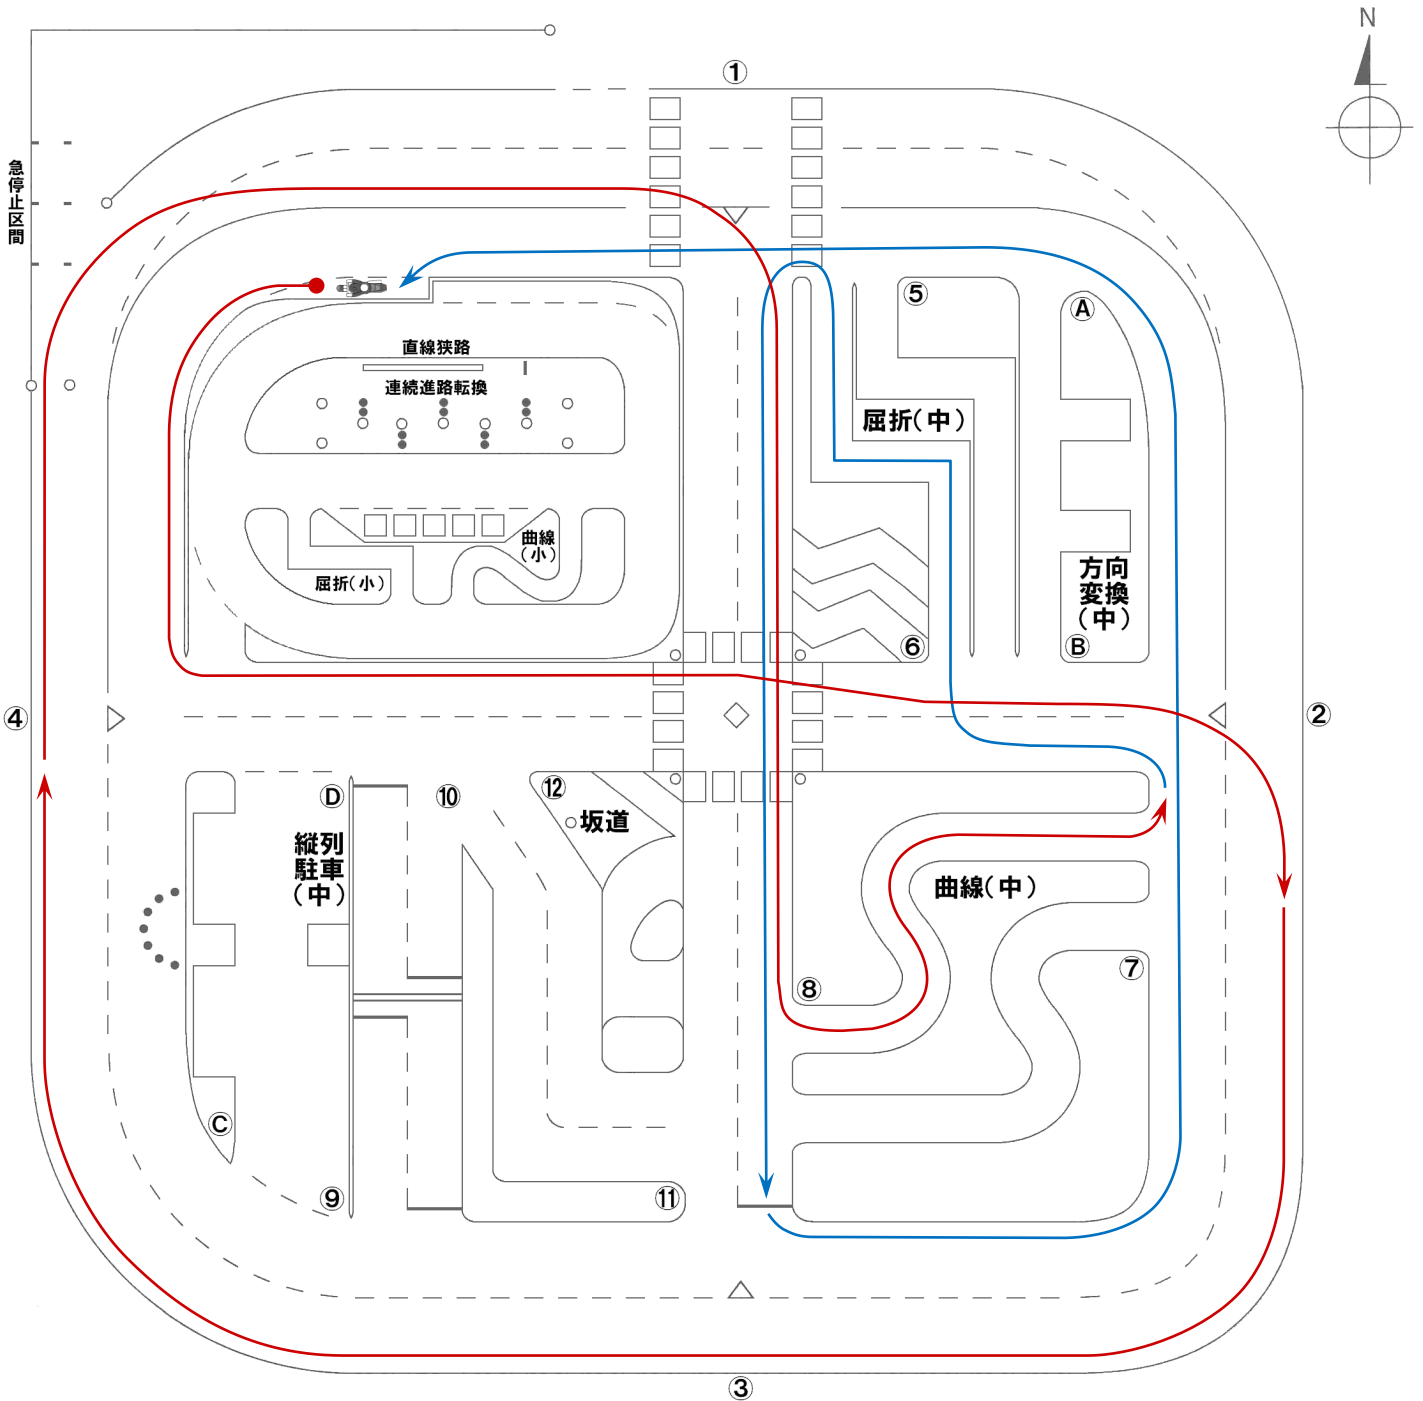 N
①
急停止区間
直線狭路
連続進路転換
⑤
Ⓐ
屈折(中)
曲線
(小)
屈折(小)
方向
変換
(中)
⑥
Ⓑ
④
②
Ⓓ
⑩
⑫
坂道
縦列
駐車
(中)
曲線(中)
⑦
⑧
Ⓒ
⑨
⑪
③